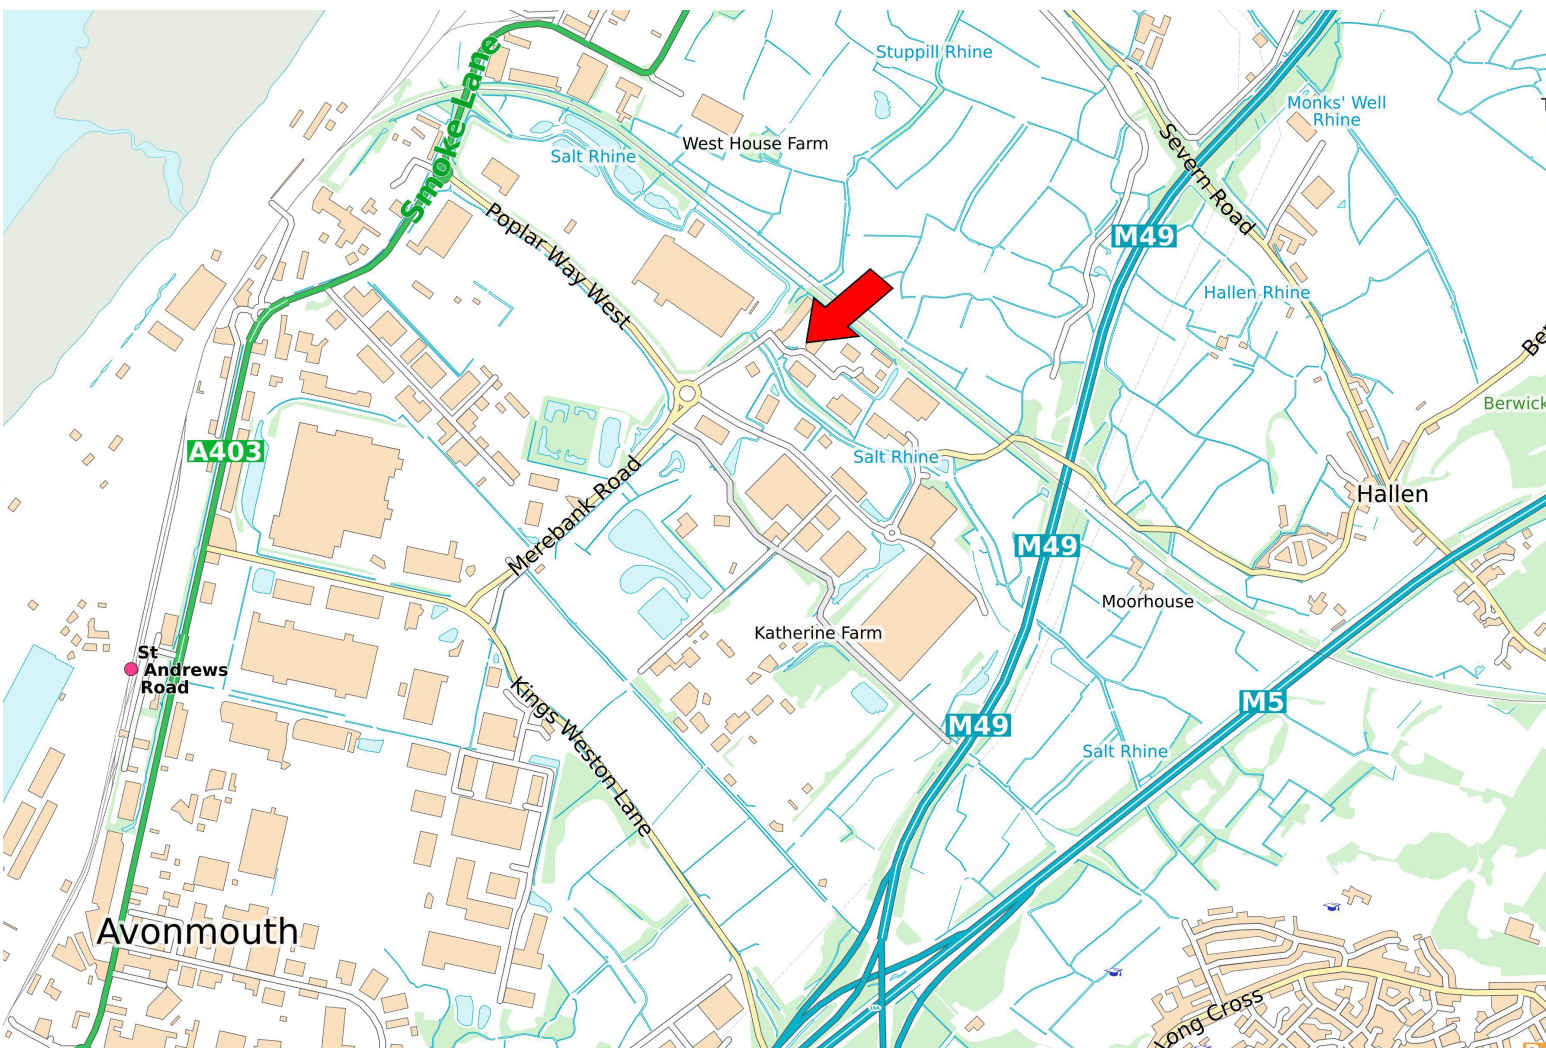 Smoke Lane
Stuppill Rhine
Monks' Well
Rhine
West House Farm
Salt Rhine
Severn Road
Poplar Way West
M49
Hallen Rhine
Berwick
A403
Salt Rhine
Merebank Road
Hallen
M49
Moorhouse
Katherine Farm
St
Andrews
Road
Kings Weston Lane
M5
M49
Salt Rhine
Avonmouth
Long Cross